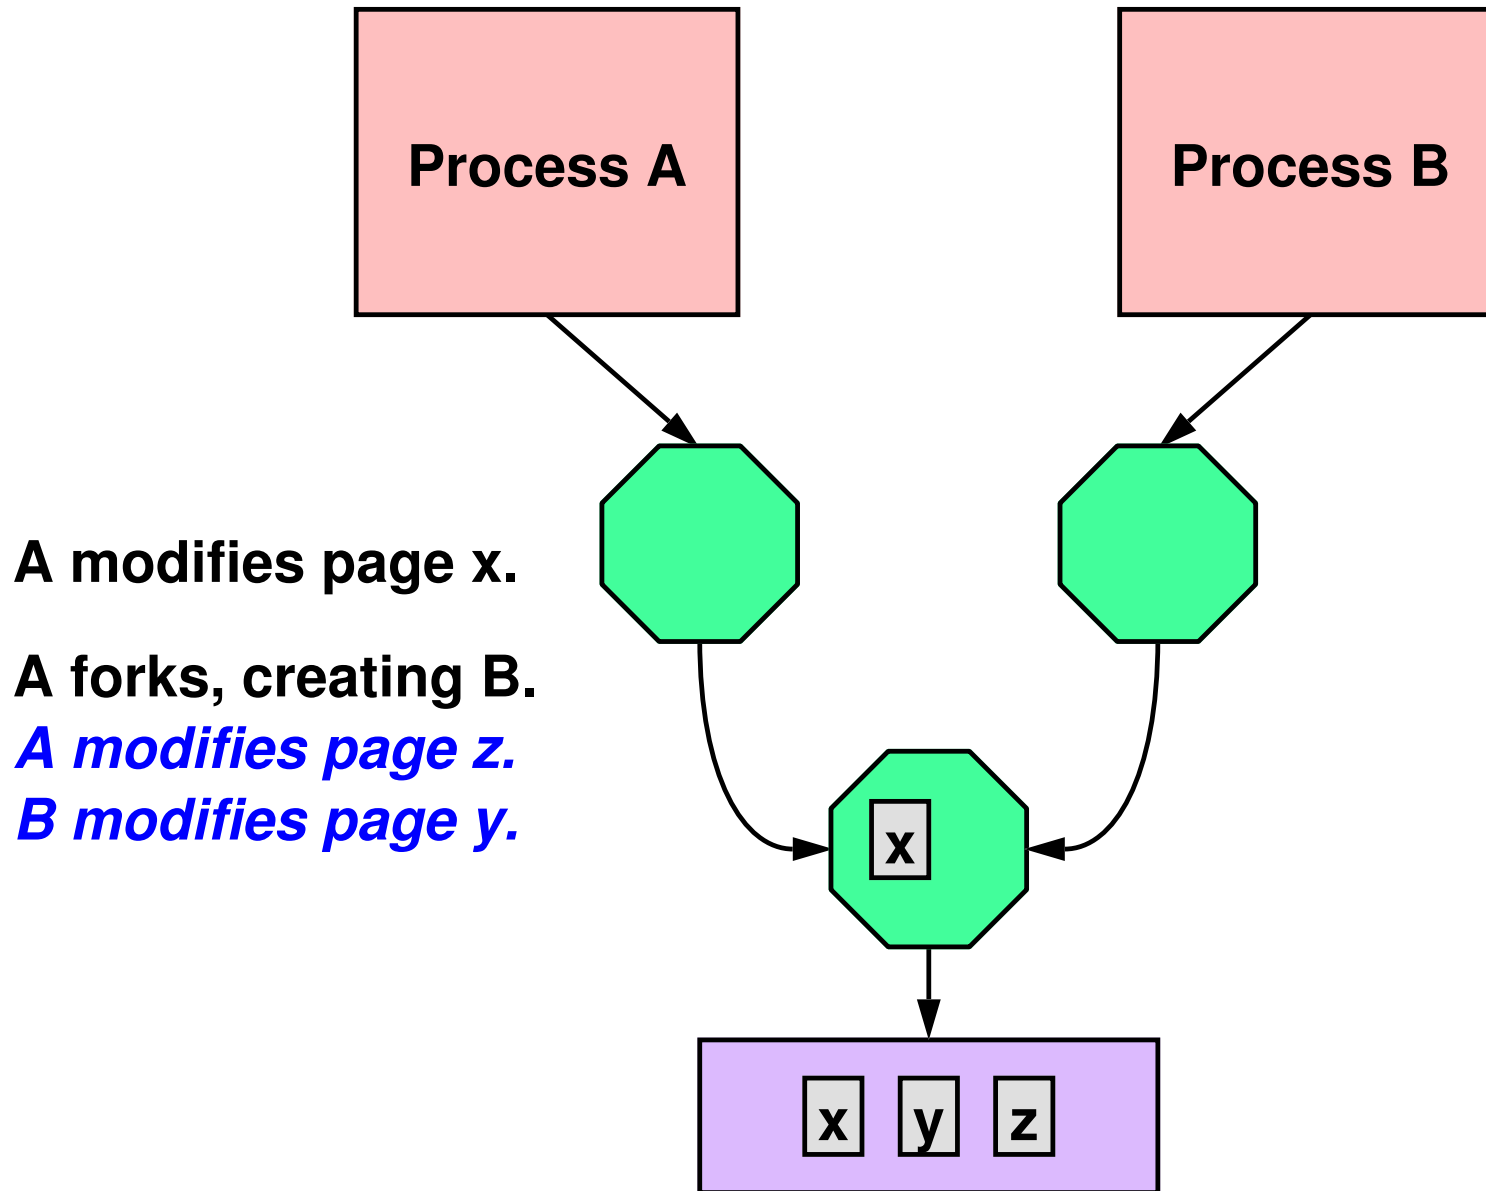 Process A
Process B
A modifies page x.
A forks, creating B.
A modifies page z.
B modifies page y.
x
x y z